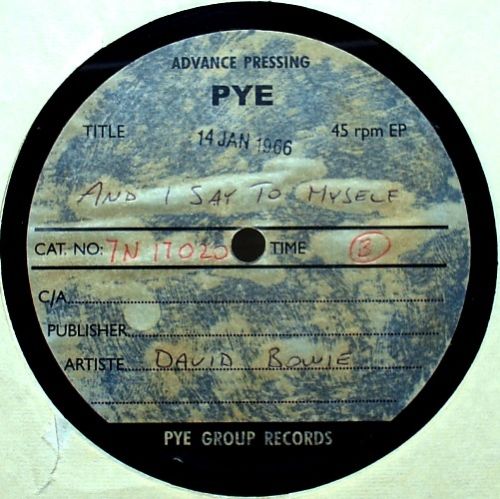 ADVANCE PRESSING
PYE
TITLE 14 JAN 1966 45 rpm EP
AND I SAY TO MYSELF
CAT. NO: 7N 17020 TIME B
C/A
PUBLISHER
ARTISTE DAVID BOWIE
PYE GROUP RECORDS